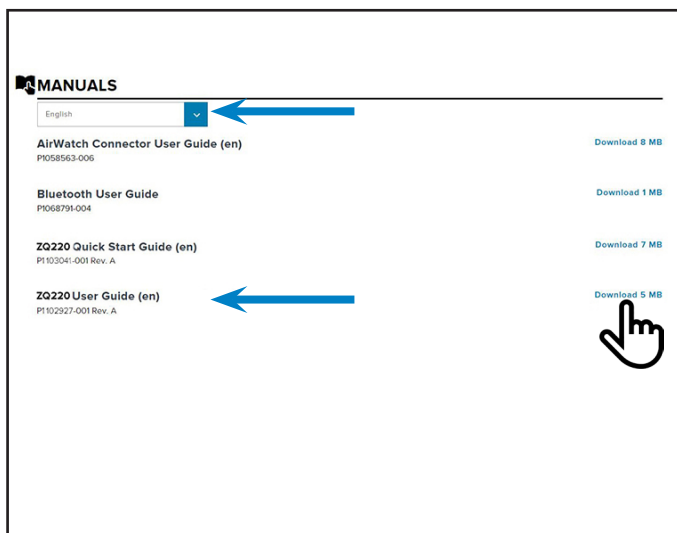 MANUALS
English
AirWatch Connector User Guide (en)
Download 8 MB
P1058563-006
Bluetooth User Guide
Download 1 MB
P1068791-004
ZQ220 Quick Start Guide (en)
Download 7 MB
P1103041-001 Rev. A
ZQ220 User Guide (en)
Download 5 MB
P1102927-001 Rev. A